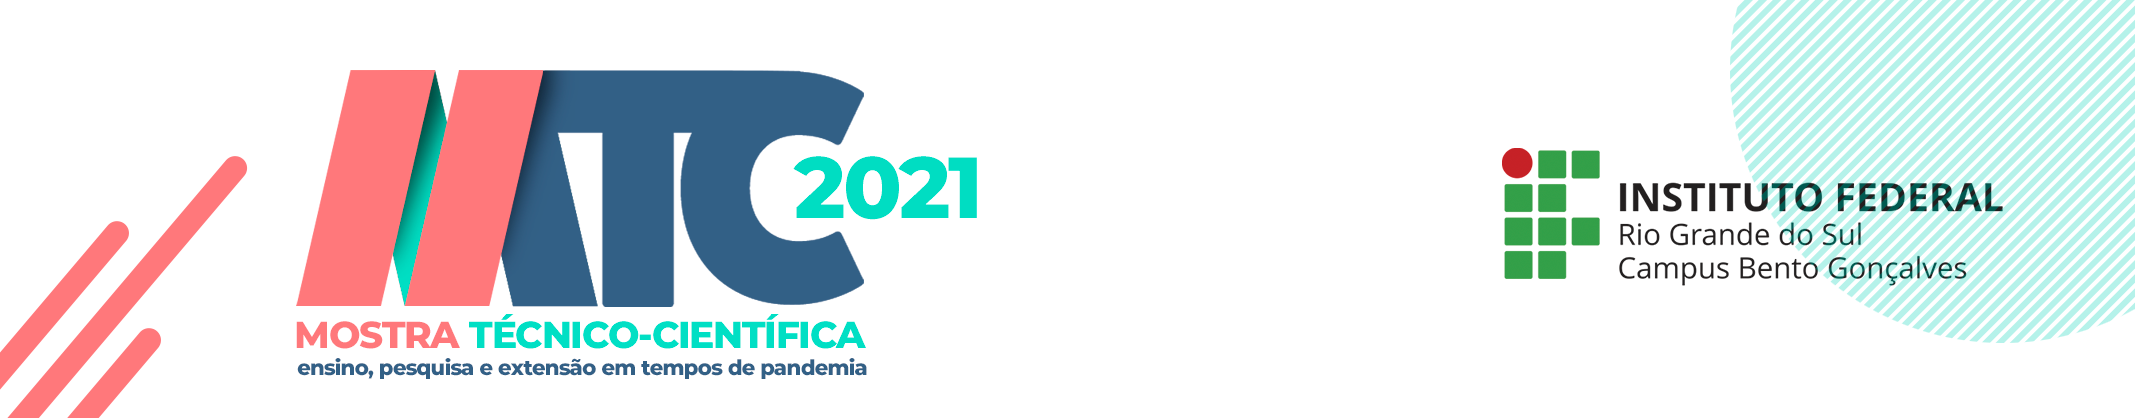 MTC
2021
MOSTRA TÉCNICO-CIENTÍFICA
ensino, pesquisa e extensão em tempos de pandemia
INSTITUTO FEDERAL
Rio Grande do Sul
Campus Bento Gonçalves